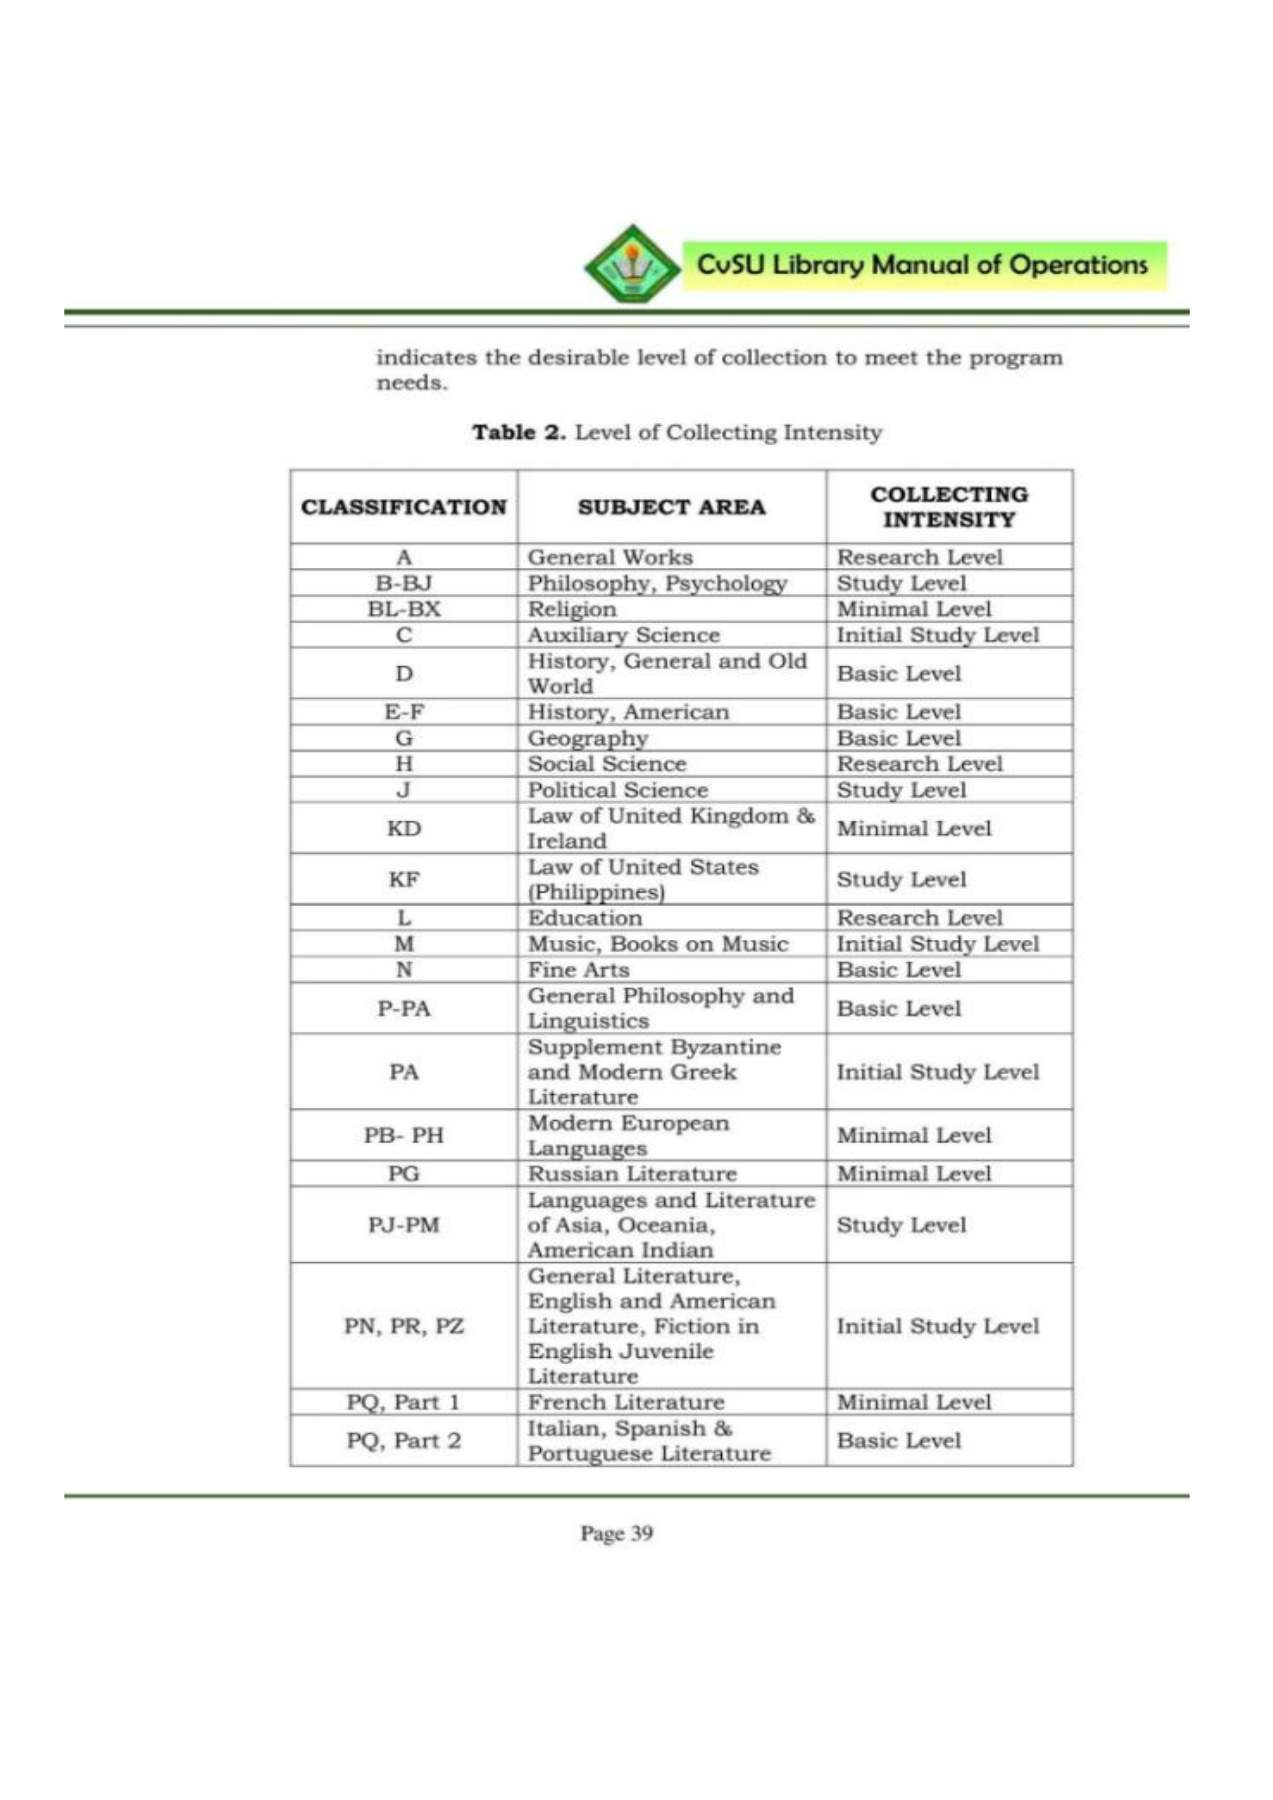 CvSU Library Manual of Operations
indicates the desirable level of collection to meet the program
needs.
Table 2. Level of Collecting Intensity
CLASSIFICATION SUBJECT AREA COLLECTING INTENSITY
A General Works Research Level
B-BJ Philosophy, Psychology Study Level
BL-BX Religion Minimal Level
C Auxiliary Science Initial Study Level
D History, General and Old World Basic Level
E-F History, American Basic Level
G Geography Basic Level
H Social Science Research Level
J Political Science Study Level
KD Law of United Kingdom & Ireland Minimal Level
KF Law of United States (Philippines) Study Level
L Education Research Level
M Music, Books on Music Initial Study Level
N Fine Arts Basic Level
P-PA General Philosophy and Linguistics Basic Level
PA Supplement Byzantine and Modern Greek Literature Initial Study Level
PB- PH Modern European Languages Minimal Level
PG Russian Literature Minimal Level
PJ-PM Languages and Literature of Asia, Oceania, American Indian Study Level
PN, PR, PZ General Literature, English and American Literature, Fiction in English Juvenile Literature Initial Study Level
PQ, Part 1 French Literature Minimal Level
PQ, Part 2 Italian, Spanish & Portuguese Literature Basic Level
Page 39